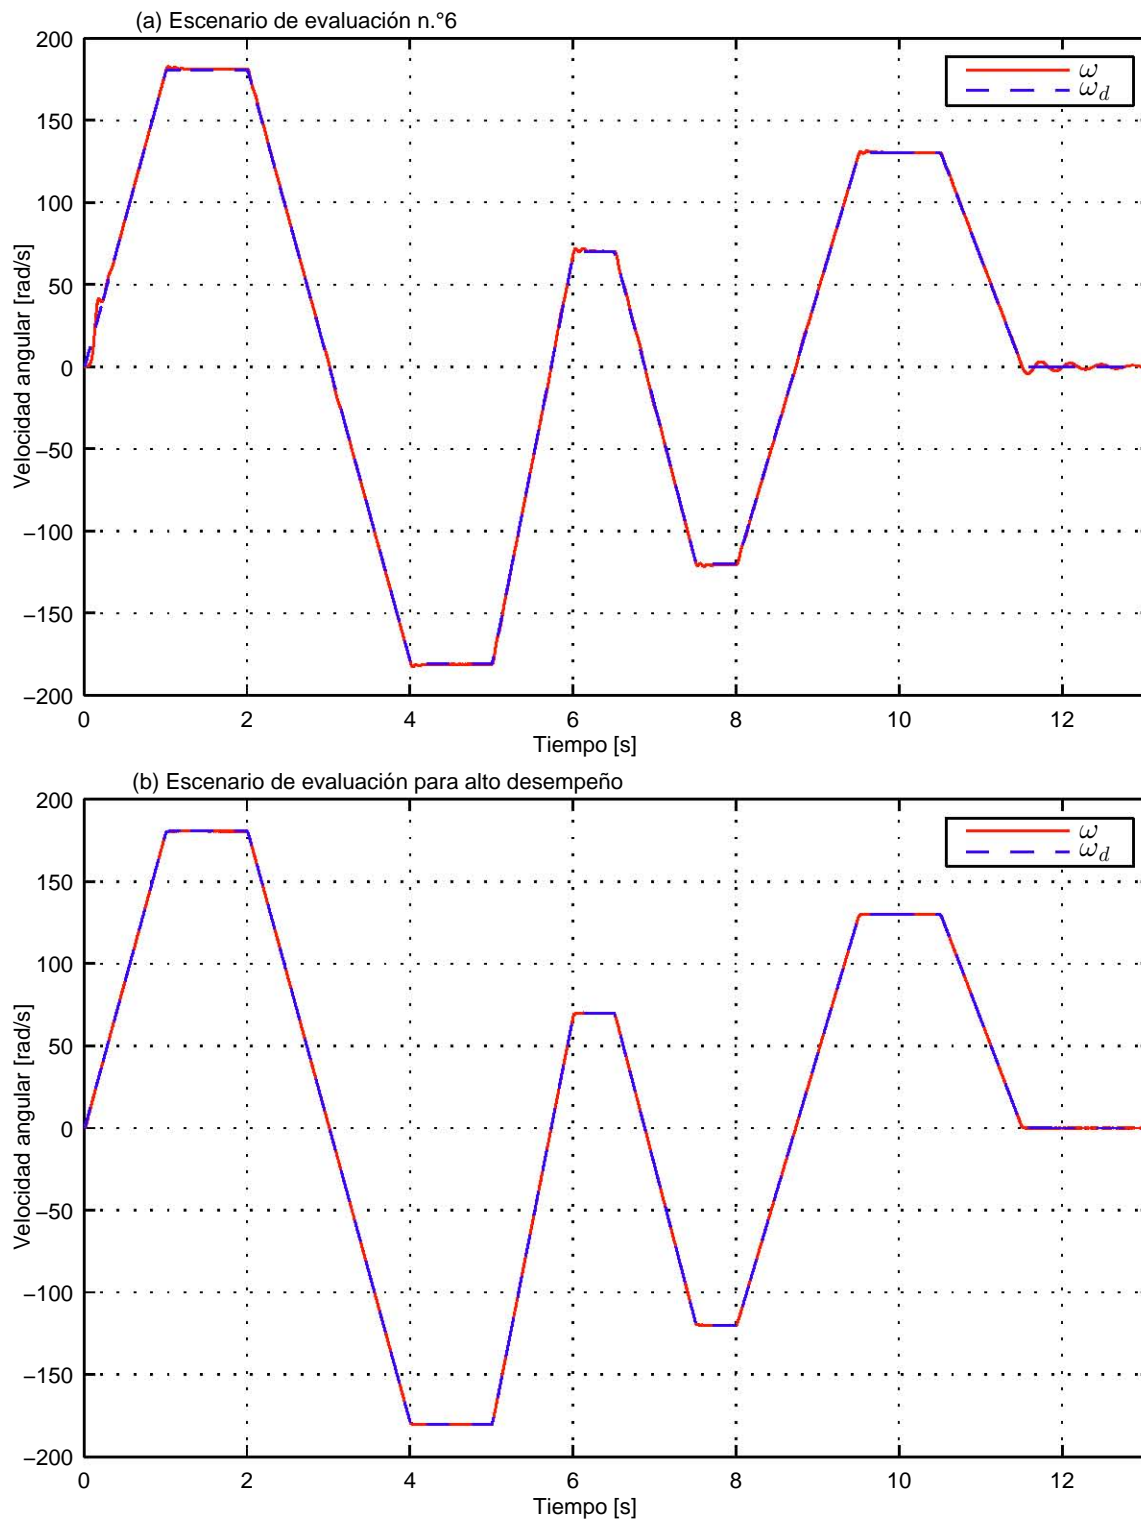 (a) Escenario de evaluación n.°6
200
150
100
50
0
−50
−100
−150
−200
Velocidad angular [rad/s]
ω
ω_d
0 2 4 6 8 10 12
Tiempo [s]
(b) Escenario de evaluación para alto desempeño
200
150
100
50
0
−50
−100
−150
−200
Velocidad angular [rad/s]
ω
ω_d
0 2 4 6 8 10 12
Tiempo [s]